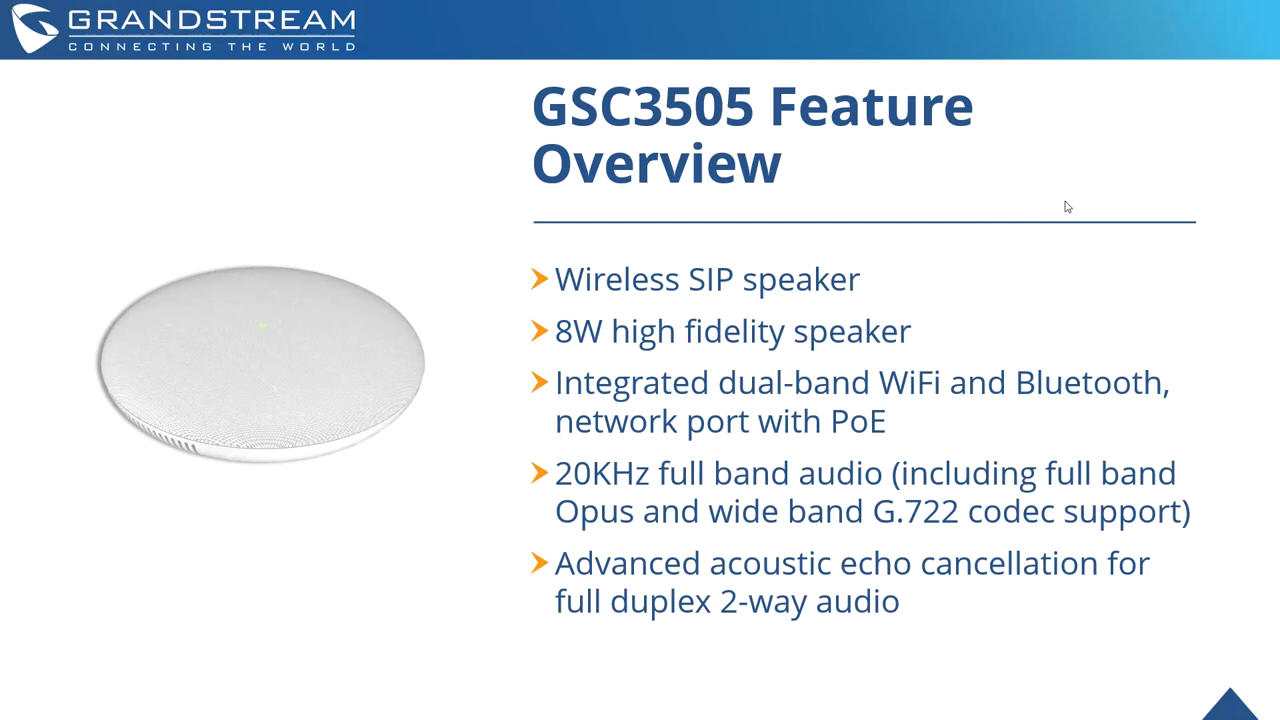 GRANDSTREAM
CONNECTING THE WORLD
GSC3505 Feature
Overview
Wireless SIP speaker
8W high fidelity speaker
Integrated dual-band WiFi and Bluetooth,
network port with PoE
20KHz full band audio (including full band
Opus and wide band G.722 codec support)
Advanced acoustic echo cancellation for
full duplex 2-way audio